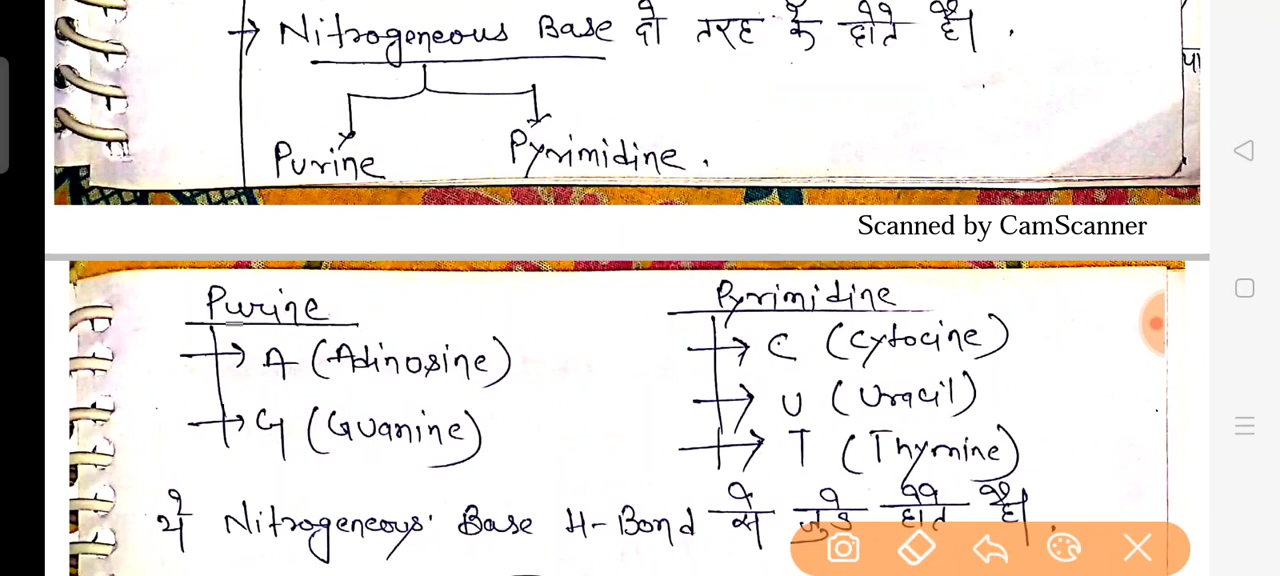 → Nitrogeneous Base दो तरह के होते है।
Purine Pyrimidine.
पा
Scanned by CamScanner
Purine Pyrimidine
→ A (Adinosine) → C (Cytocine)
→ G (Guanine) → U (Uracil)
→ T (Thymine)
ये Nitrogeneous Base H-Bond से जुड़े होते है।